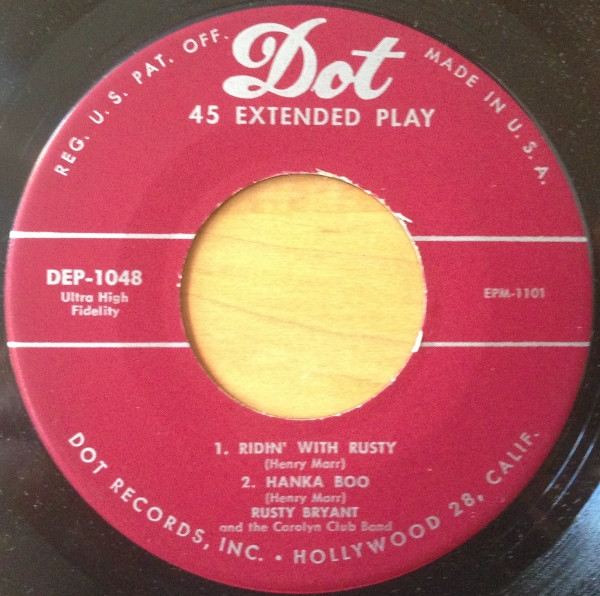 REG. U. S. PAT. OFF.
Dot
MADE IN U. S. A.
45 EXTENDED PLAY
DEP-1048
Ultra High
Fidelity
EPM-1101
1. RIDIN' WITH RUSTY
(Henry Marr)
2. HANKA BOO
(Henry Marr)
RUSTY BRYANT
and the Carolyn Club Band
DOT RECORDS, INC. • HOLLYWOOD 28, CALIF.